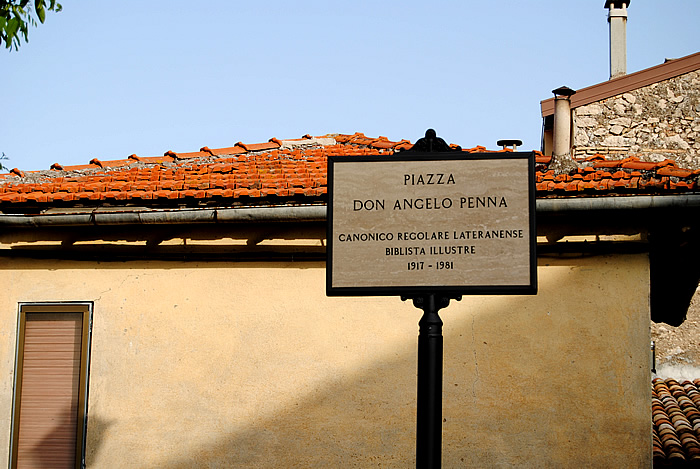 PIAZZA
DON ANGELO PENNA
CANONICO REGOLARE LATERANENSE
BIBLISTA ILLUSTRE
1917 - 1981